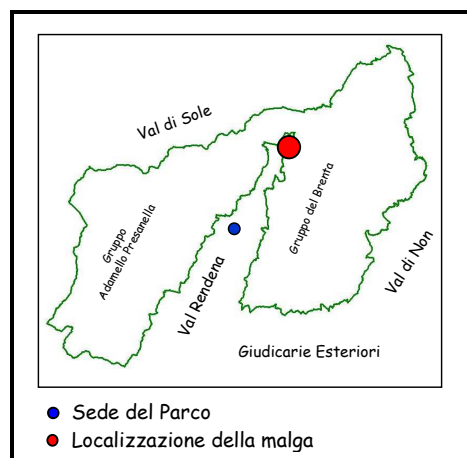 Val di Sole
Gruppo
Adamello Presanella
Gruppo del Brenta
Val Rendena
Val di Non
Giudicarie Esteriori
Sede del Parco
Localizzazione della malga